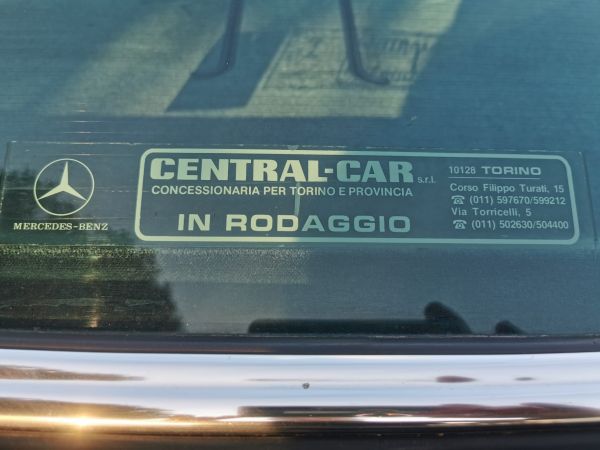 MERCEDES-BENZ
CENTRAL-CAR s.r.l.
CONCESSIONARIA PER TORINO E PROVINCIA
IN RODAGGIO
10128 TORINO
Corso Filippo Turati, 15
☎ (011) 597670/599212
Via Torricelli, 5
☎ (011) 502630/504400